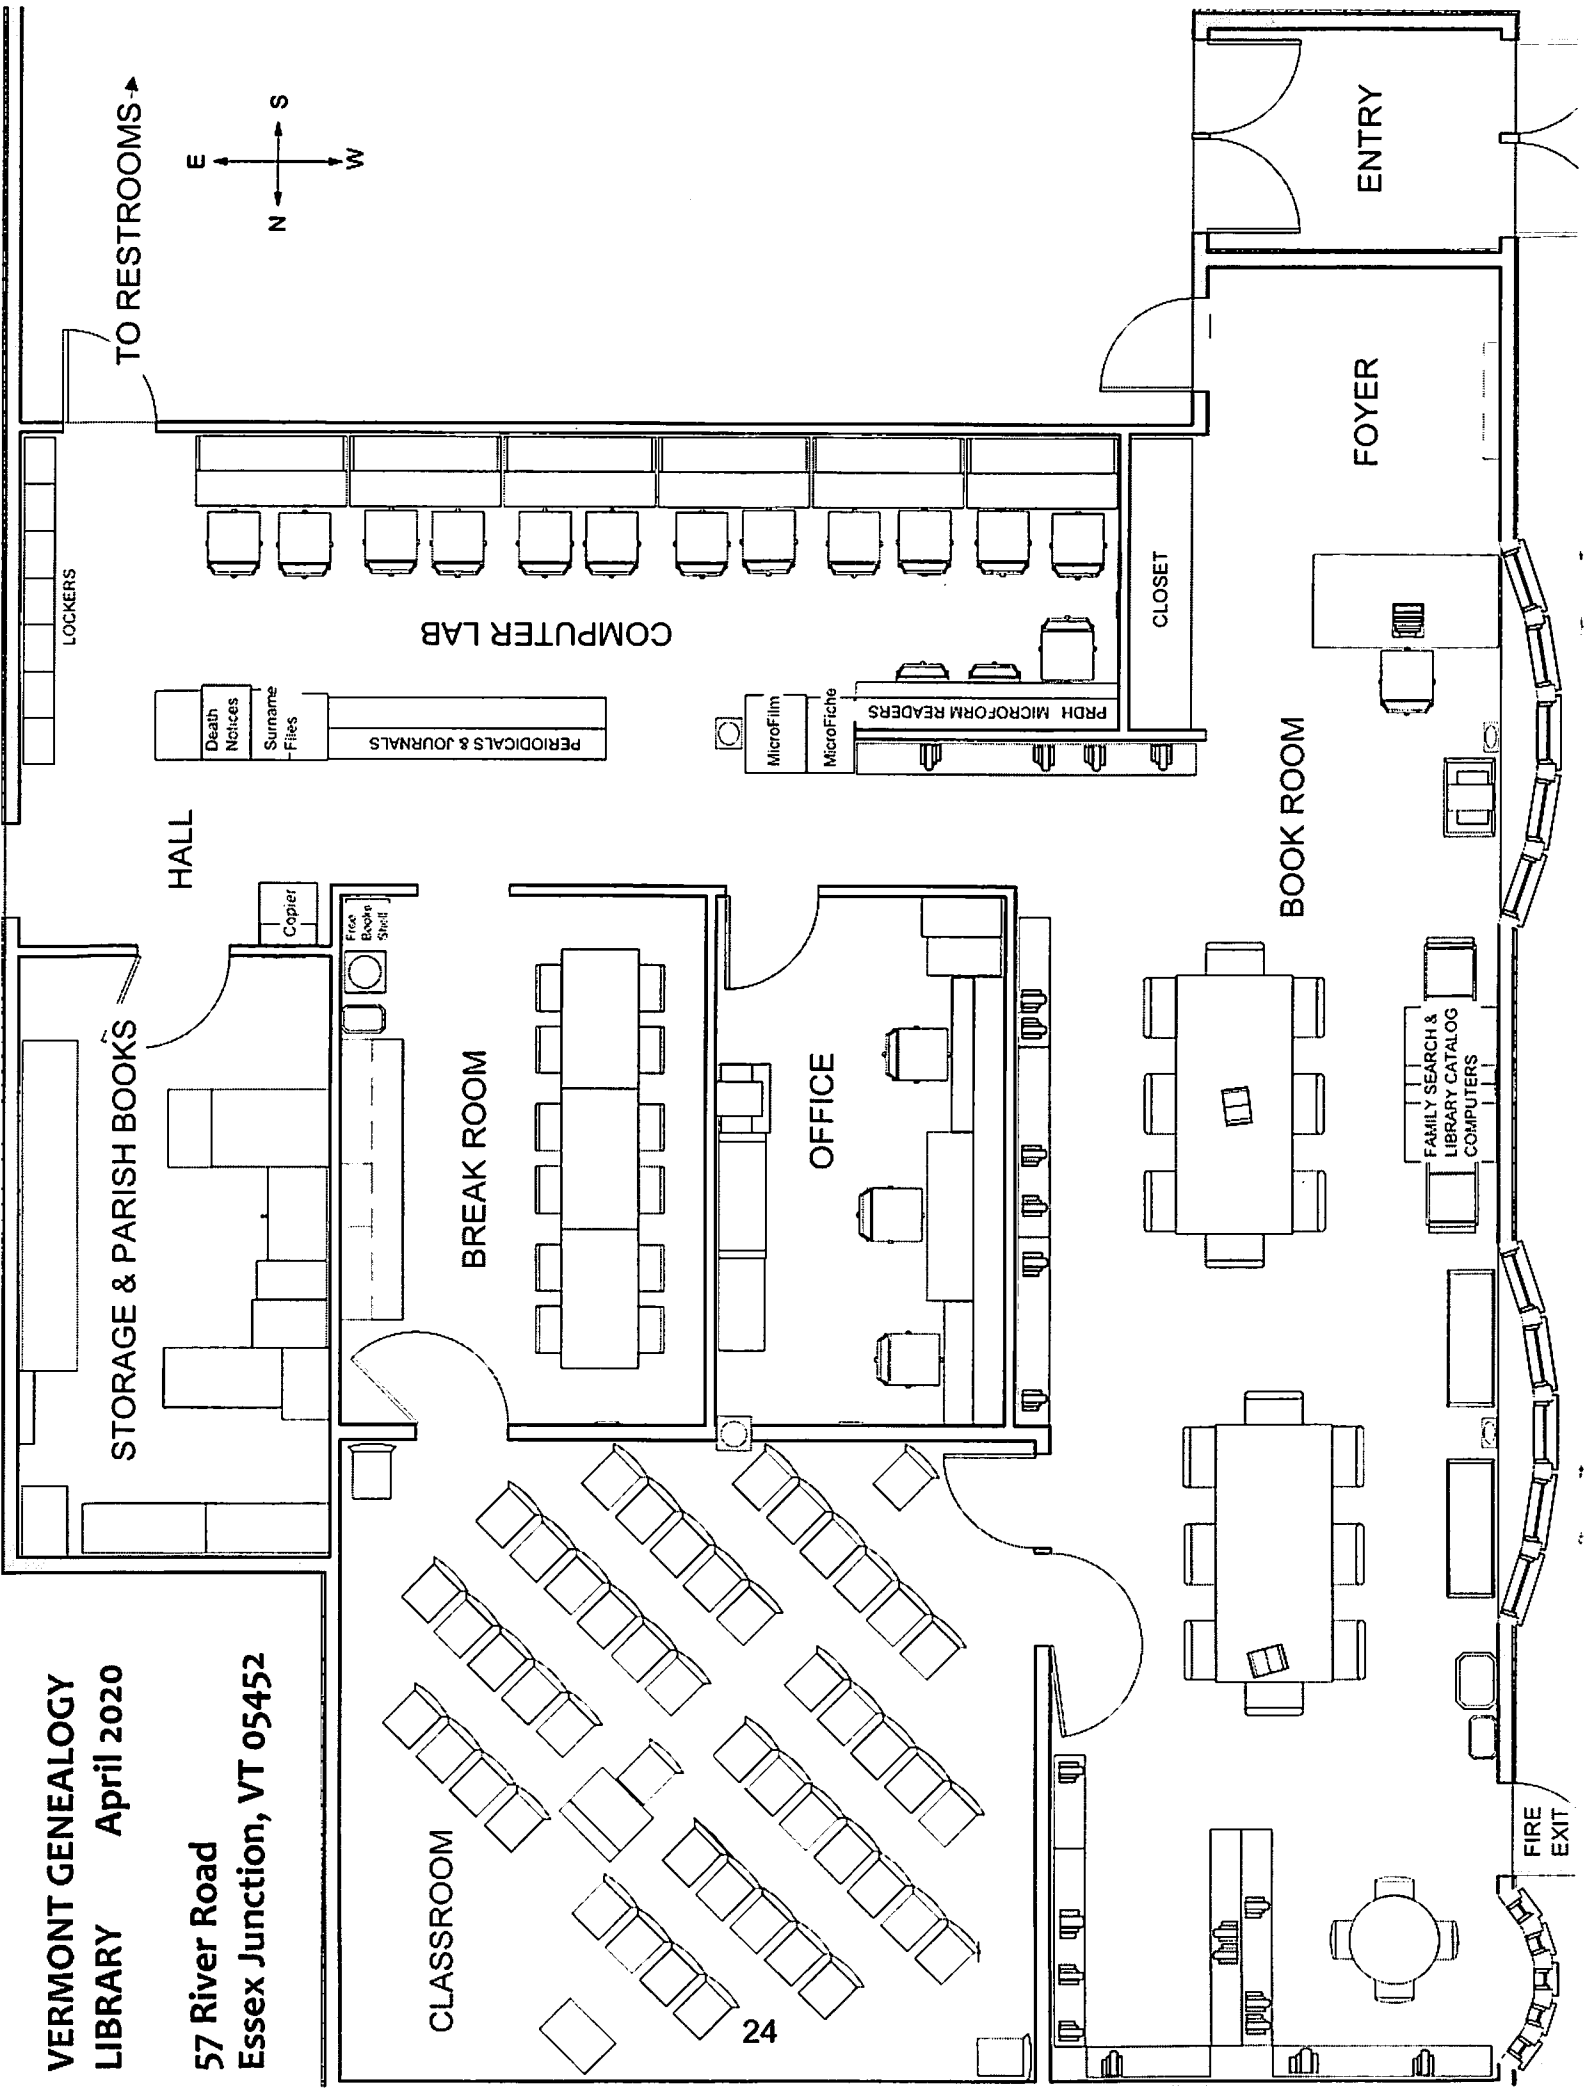 VERMONT GENEALOGY
LIBRARY April 2020
57 River Road
Essex Junction, VT 05452
TO RESTROOMS
E
N S
W
LOCKERS
HALL
STORAGE & PARISH BOOKS
Copier
Death
Notices
Surname
Files
PERIODICALS & JOURNALS
COMPUTER LAB
MicroFilm
MicroFiche
PRDH MICROFORM READERS
CLOSET
Free
Books
Shelf
BREAK ROOM
OFFICE
CLASSROOM
24
BOOK ROOM
FOYER
ENTRY
FAMILY SEARCH &
LIBRARY CATALOG
COMPUTERS
FIRE
EXIT